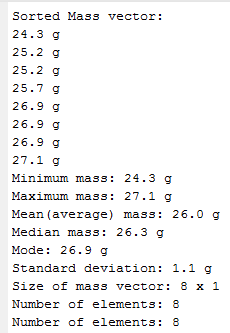 Sorted Mass vector:
24.3 g
25.2 g
25.2 g
25.7 g
26.9 g
26.9 g
26.9 g
27.1 g
Minimum mass: 24.3 g
Maximum mass: 27.1 g
Mean(average) mass: 26.0 g
Median mass: 26.3 g
Mode: 26.9 g
Standard deviation: 1.1 g
Size of mass vector: 8 x 1
Number of elements: 8
Number of elements: 8